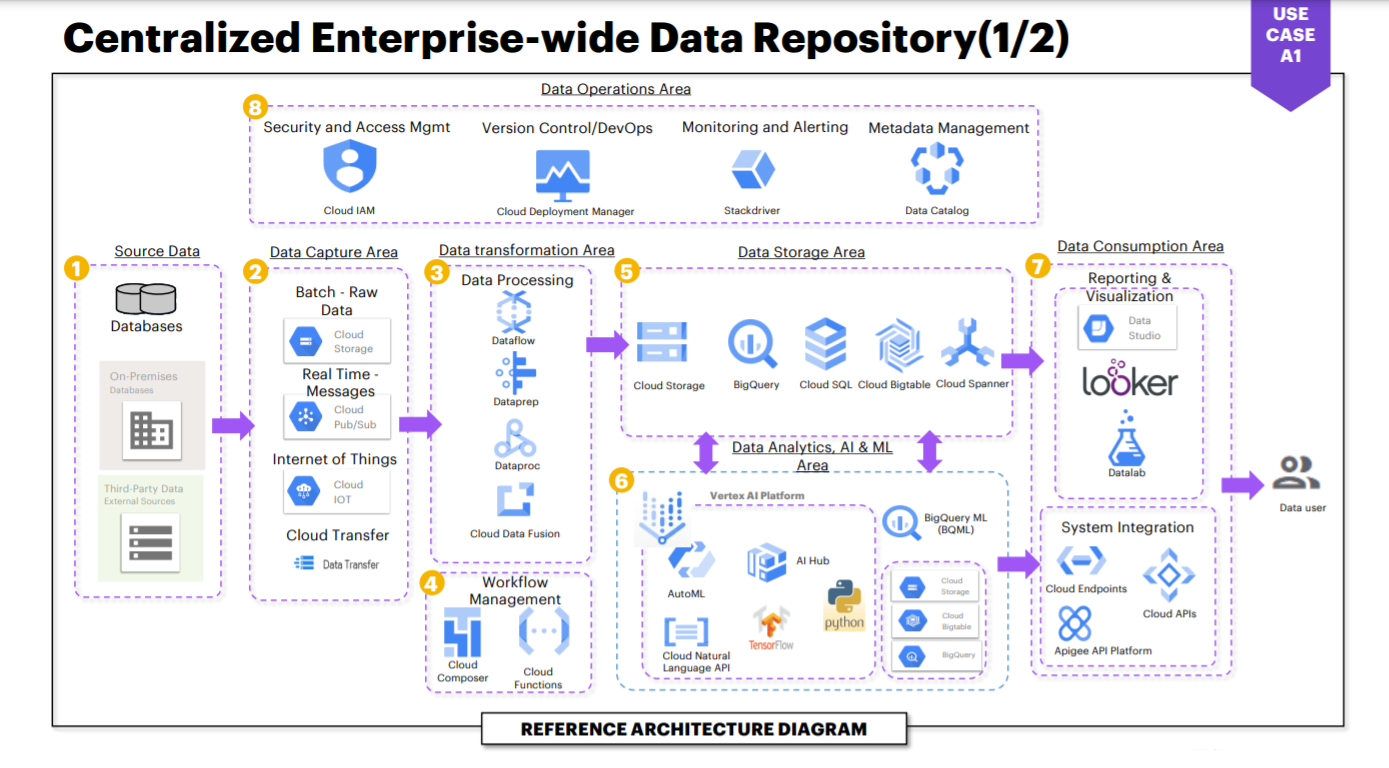 Centralized Enterprise-wide Data Repository(1/2)
USE
CASE
A1
Data Operations Area
8
Security and Access Mgmt
Version Control/DevOps
Monitoring and Alerting
Metadata Management
Cloud IAM
Cloud Deployment Manager
Stackdriver
Data Catalog
Source Data
1
Databases
On-Premises
Databases
Third-Party Data
External Sources
Data Capture Area
2
Batch - Raw
Data
Cloud
Storage
Real Time -
Messages
Cloud
Pub/Sub
Internet of Things
Cloud
IOT
Cloud Transfer
Data Transfer
Data transformation Area
3
Data Processing
Dataflow
Dataprep
Dataproc
Cloud Data Fusion
4
Workflow
Management
Cloud
Composer
Cloud
Functions
Data Storage Area
5
Cloud Storage
BigQuery
Cloud SQL
Cloud Bigtable
Cloud Spanner
Data Analytics, AI & ML
Area
6
Vertex AI Platform
AutoML
AI Hub
Cloud Natural
Language API
TensorFlow
python
BigQuery ML
(BQML)
Cloud
Storage
Cloud
Bigtable
BigQuery
Data Consumption Area
7
Reporting &
Visualization
Data
Studio
looker
Datalab
System Integration
Cloud Endpoints
Cloud APIs
Apigee API Platform
Data user
REFERENCE ARCHITECTURE DIAGRAM